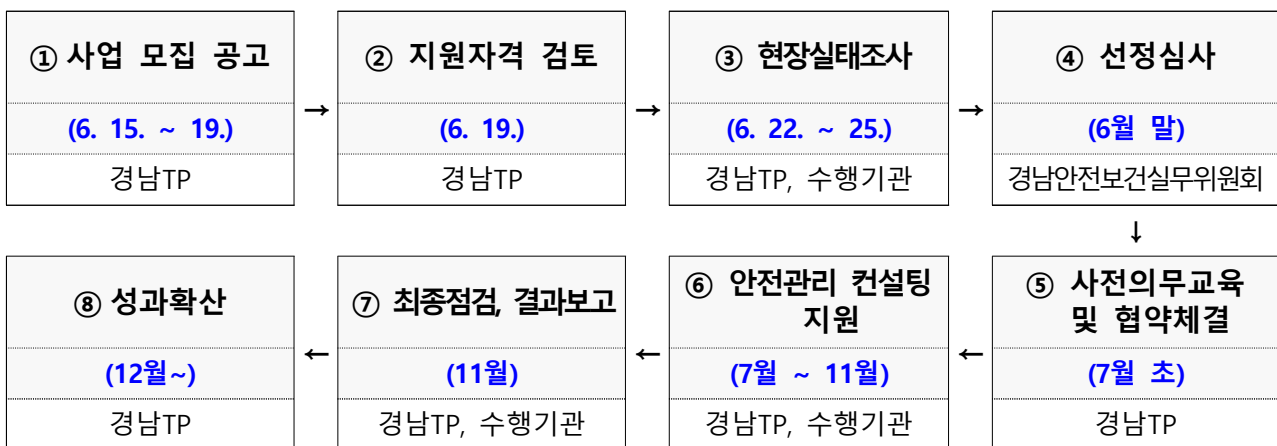 ① 사업 모집 공고
(6. 15. ~ 19.)
경남TP
→
② 지원자격 검토
(6. 19.)
경남TP
→
③ 현장실태조사
(6. 22. ~ 25.)
경남TP, 수행기관
→
④ 선정심사
(6월 말)
경남안전보건실무위원회
↓
⑤ 사전의무교육
및 협약체결
(7월 초)
경남TP
←
⑥ 안전관리 컨설팅
지원
(7월 ~ 11월)
경남TP, 수행기관
←
⑦ 최종점검, 결과보고
(11월)
경남TP, 수행기관
←
⑧ 성과확산
(12월~)
경남TP